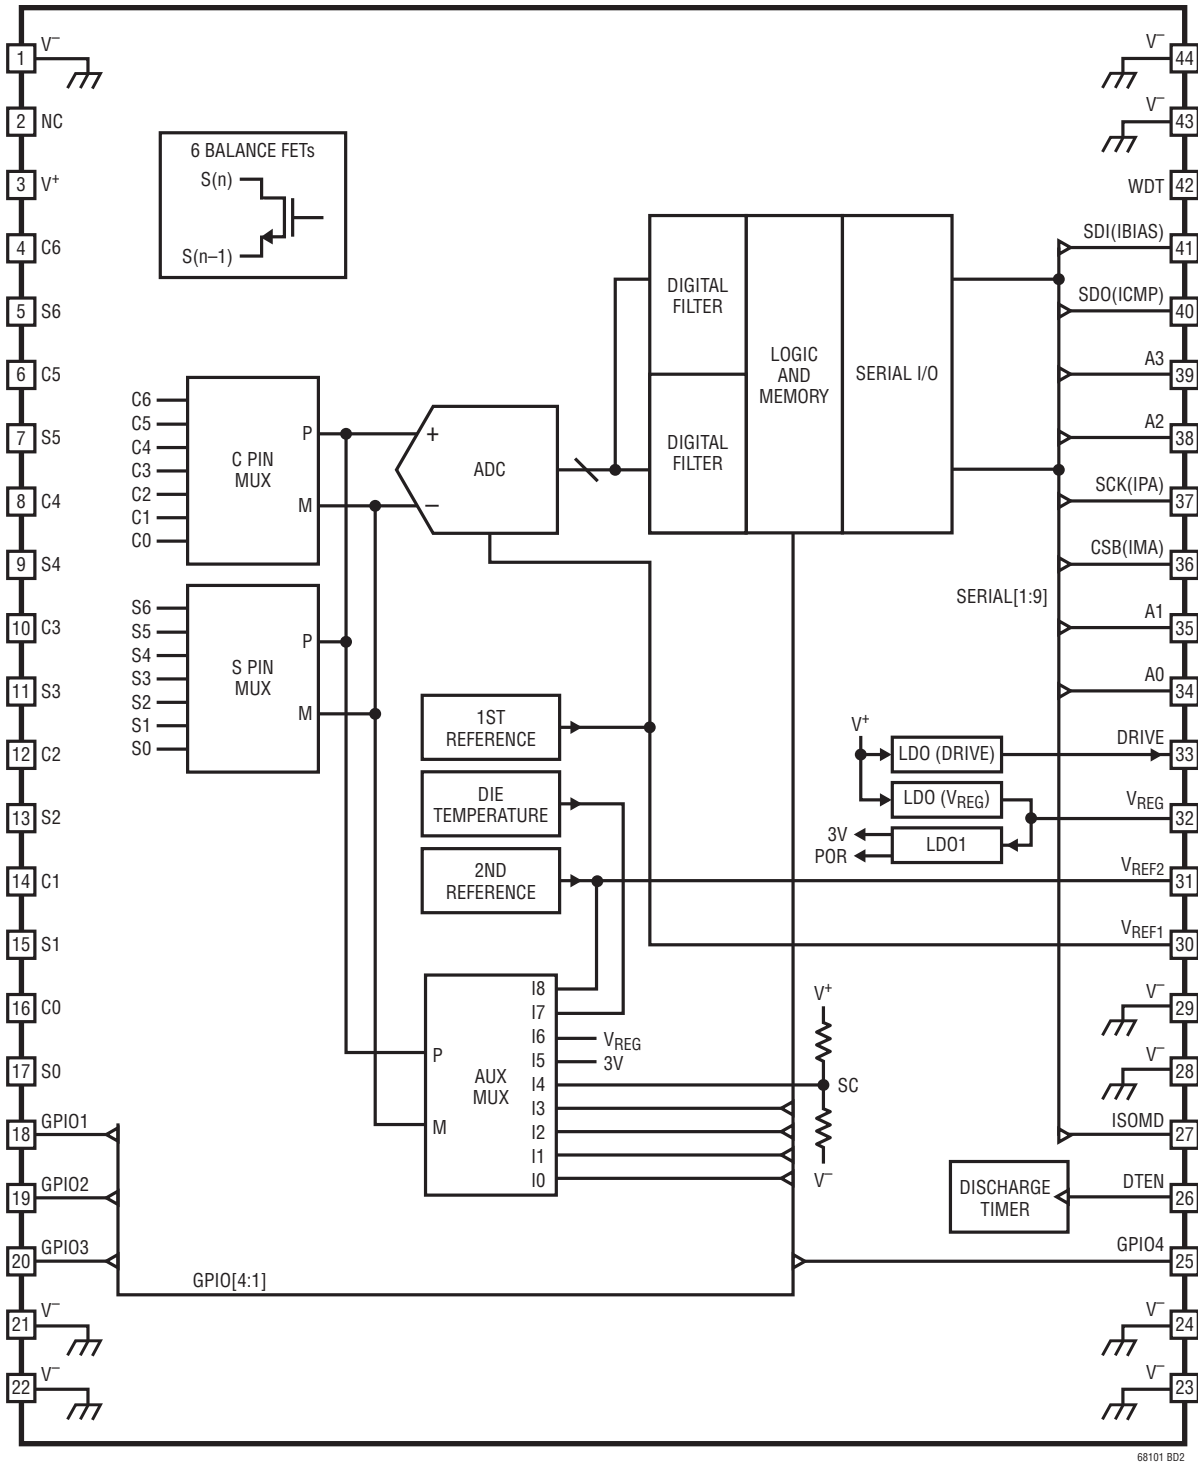 1 V–
2 NC
3 V+
4 C6
5 S6
6 C5
7 S5
8 C4
9 S4
10 C3
11 S3
12 C2
13 S2
14 C1
15 S1
16 C0
17 S0
18 GPIO1
19 GPIO2
20 GPIO3
21 V–
22 V–
6 BALANCE FETs
S(n)
S(n–1)
C6
C5
C4
C3
C2
C1
C0
C PIN
MUX
P
M
S6
S5
S4
S3
S2
S1
S0
S PIN
MUX
P
M
+
–
ADC
DIGITAL
FILTER
DIGITAL
FILTER
LOGIC
AND
MEMORY
SERIAL I/O
SERIAL[1:9]
1ST
REFERENCE
DIE
TEMPERATURE
2ND
REFERENCE
V+
LDO (DRIVE)
LDO (VREG)
LDO1
3V
POR
P
M
AUX
MUX
I8
I7
I6
I5
I4
I3
I2
I1
I0
VREG
3V
V+
SC
V–
GPIO[4:1]
DISCHARGE
TIMER
V– 44
V– 43
WDT 42
SDI(IBIAS) 41
SDO(ICMP) 40
A3 39
A2 38
SCK(IPA) 37
CSB(IMA) 36
A1 35
A0 34
DRIVE 33
VREG 32
VREF2 31
VREF1 30
V– 29
V– 28
ISOMD 27
DTEN 26
GPIO4 25
V– 24
V– 23
68101 BD2